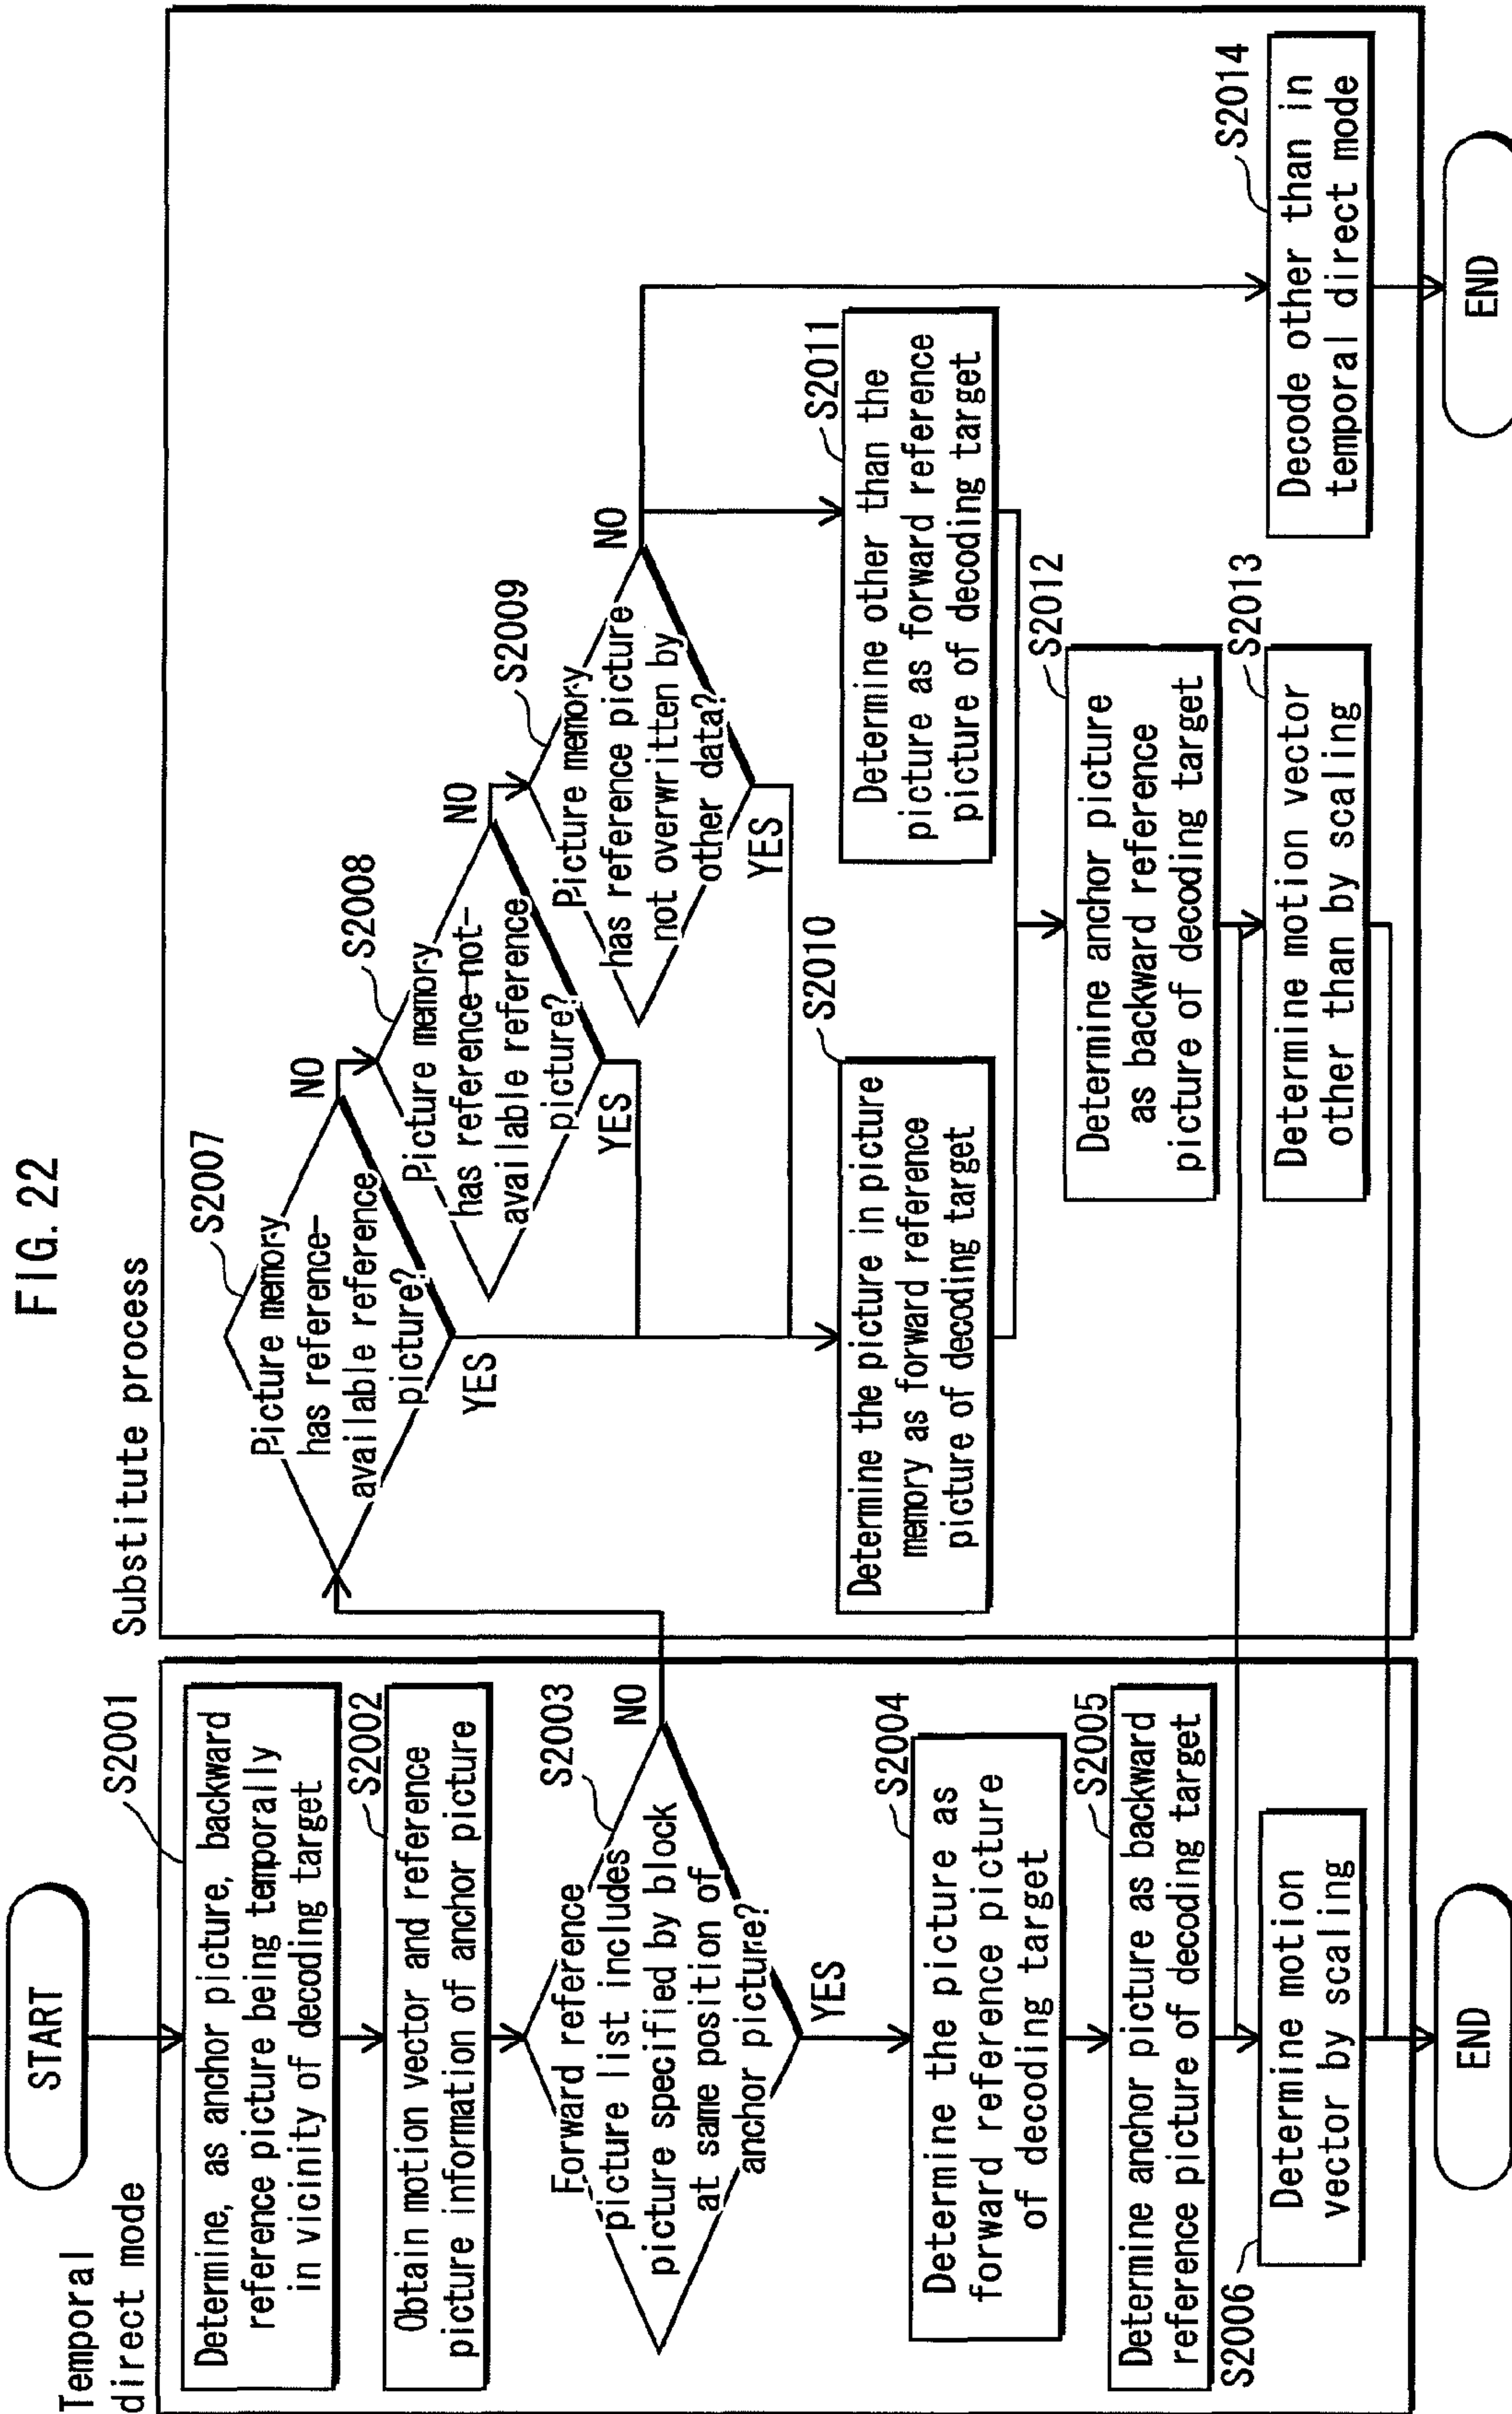 FIG. 22
Temporal
direct mode
START
S2001
Determine, as anchor picture, backward
reference picture being temporally
in vicinity of decoding target
S2002
Obtain motion vector and reference
picture information of anchor picture
S2003
Forward reference
picture list includes
picture specified by block
at same position of
anchor picture?
NO
YES
S2004
Determine the picture as
forward reference picture
of decoding target
S2005
Determine anchor picture as backward
reference picture of decoding target
S2006
Determine motion
vector by scaling
END
Substitute process
S2007
Picture memory
has reference-
available reference
picture?
NO
YES
S2008
Picture memory
has reference-not-
available reference
picture?
NO
YES
S2009
Picture memory
has reference picture
not overwritten by
other data?
NO
YES
S2010
Determine the picture in picture
memory as forward reference
picture of decoding target
S2011
Determine other than the
picture as forward reference
picture of decoding target
S2012
Determine anchor picture
as backward reference
picture of decoding target
S2013
Determine motion vector
other than by scaling
S2014
Decode other than in
temporal direct mode
END